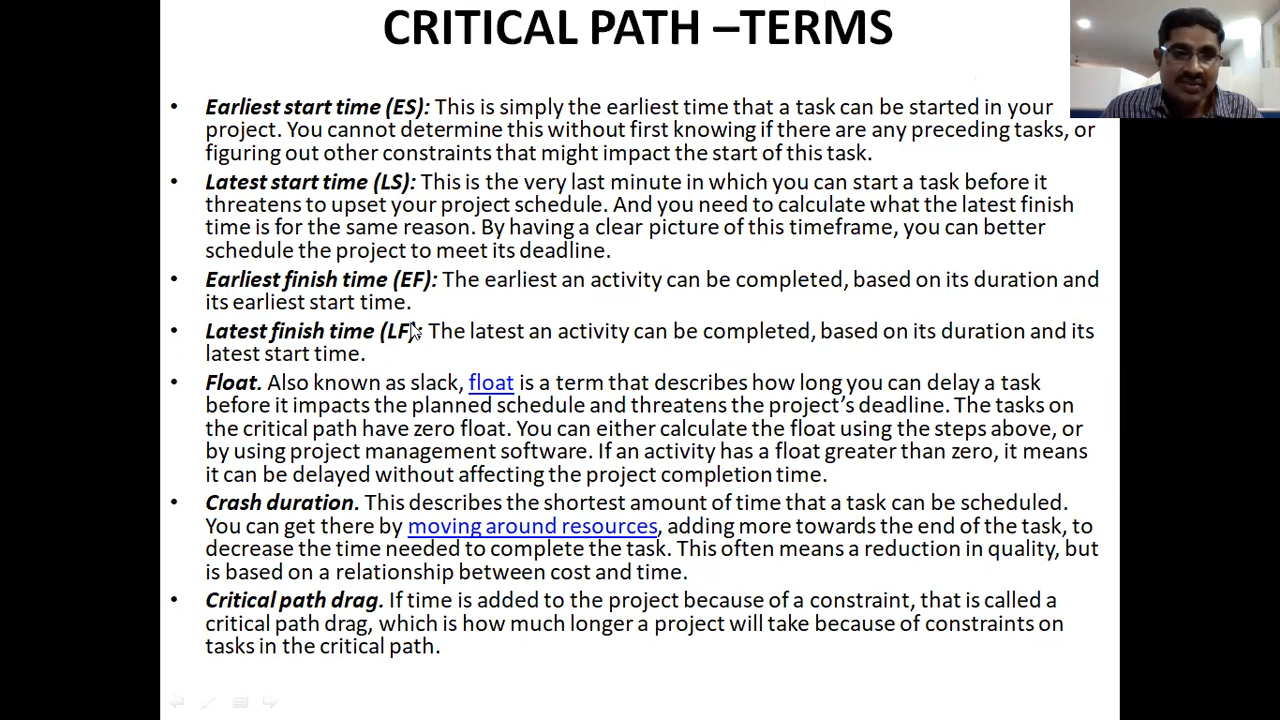 CRITICAL PATH –TERMS
• Earliest start time (ES): This is simply the earliest time that a task can be started in your
project. You cannot determine this without first knowing if there are any preceding tasks, or
figuring out other constraints that might impact the start of this task.
• Latest start time (LS): This is the very last minute in which you can start a task before it
threatens to upset your project schedule. And you need to calculate what the latest finish
time is for the same reason. By having a clear picture of this timeframe, you can better
schedule the project to meet its deadline.
• Earliest finish time (EF): The earliest an activity can be completed, based on its duration and
its earliest start time.
• Latest finish time (LF): The latest an activity can be completed, based on its duration and its
latest start time.
• Float. Also known as slack, float is a term that describes how long you can delay a task
before it impacts the planned schedule and threatens the project’s deadline. The tasks on
the critical path have zero float. You can either calculate the float using the steps above, or
by using project management software. If an activity has a float greater than zero, it means
it can be delayed without affecting the project completion time.
• Crash duration. This describes the shortest amount of time that a task can be scheduled.
You can get there by moving around resources, adding more towards the end of the task, to
decrease the time needed to complete the task. This often means a reduction in quality, but
is based on a relationship between cost and time.
• Critical path drag. If time is added to the project because of a constraint, that is called a
critical path drag, which is how much longer a project will take because of constraints on
tasks in the critical path.